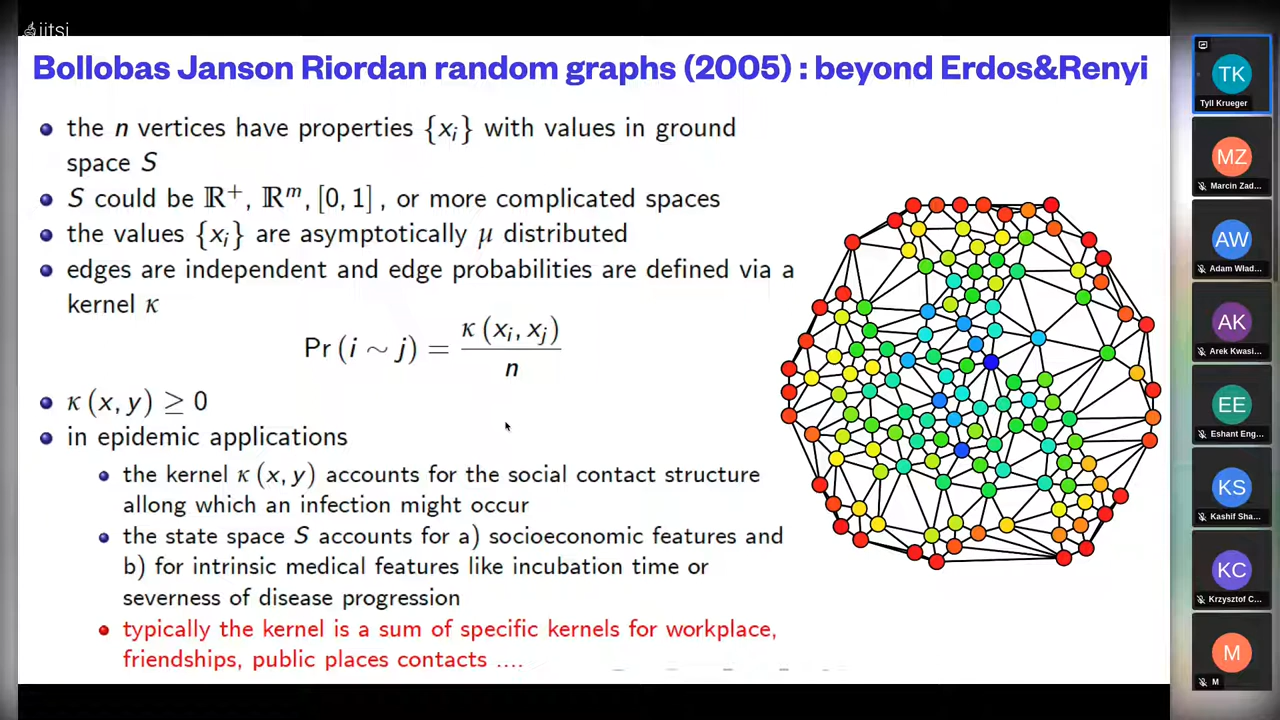 jitsi
Bollobas Janson Riordan random graphs (2005) : beyond Erdos&Renyi
the n vertices have properties {xᵢ} with values in ground
space S
S could be ℝ⁺, ℝᵐ, [0, 1] , or more complicated spaces
the values {xᵢ} are asymptotically μ distributed
edges are independent and edge probabilities are defined via a
kernel κ
Pr (i ∼ j) = κ (xᵢ, xⱼ) / n
κ (x, y) ≥ 0
in epidemic applications
the kernel κ (x, y) accounts for the social contact structure
allong which an infection might occur
the state space S accounts for a) socioeconomic features and
b) for intrinsic medical features like incubation time or
severness of disease progression
typically the kernel is a sum of specific kernels for workplace,
friendships, public places contacts ....
TK
Tyll Krueger
MZ
Marcin Zad...
AW
Adam Wład...
AK
Arek Kwasi...
EE
Eshant Eng...
KS
Kashif Sha...
KC
Krzysztof C...
M
M